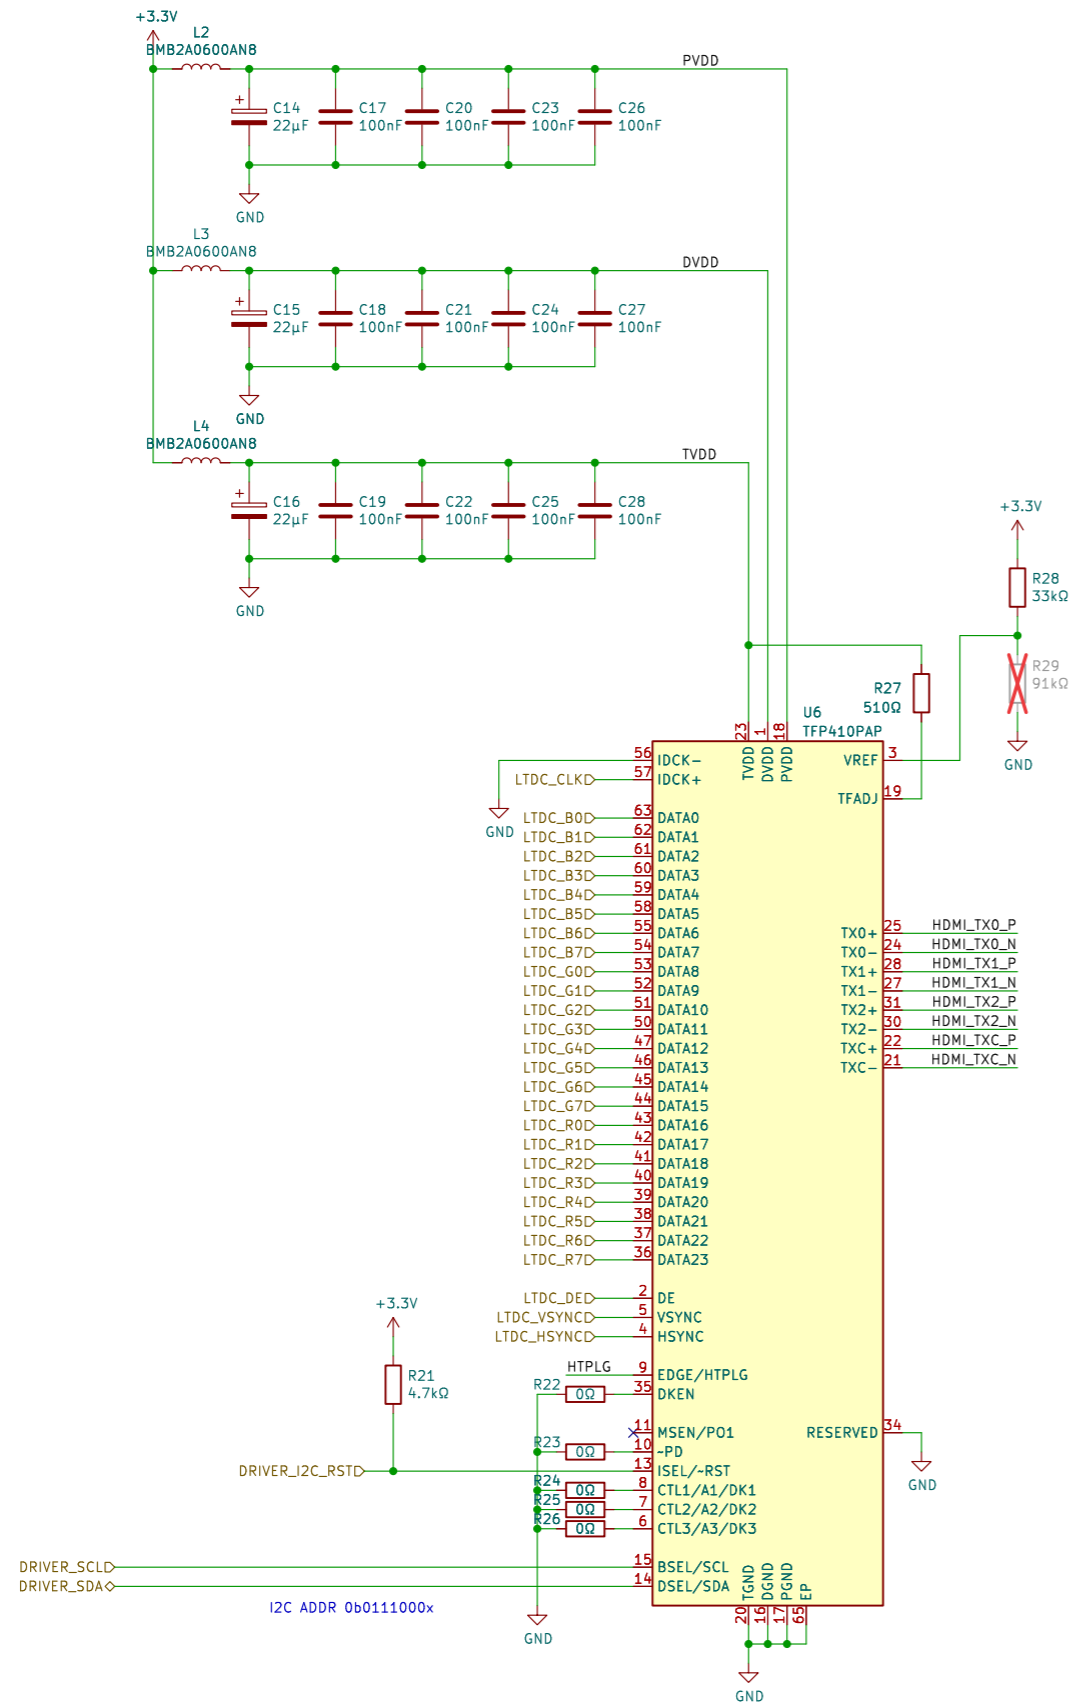 +3.3V
L2
BMB2A0600AN8
PVDD
C14
22µF
C17
100nF
C20
100nF
C23
100nF
C26
100nF
GND
L3
BMB2A0600AN8
DVDD
C15
22µF
C18
100nF
C21
100nF
C24
100nF
C27
100nF
GND
L4
BMB2A0600AN8
TVDD
C16
22µF
C19
100nF
C22
100nF
C25
100nF
C28
100nF
GND
+3.3V
R28
33kΩ
R29
91kΩ
GND
R27
510Ω
U6
TFP410PAP
23 1 18
TVDD DVDD PVDD
56 IDCK-
LTDC_CLK 57 IDCK+
GND
VREF 3
TFADJ 19
LTDC_B0 63 DATA0
LTDC_B1 62 DATA1
LTDC_B2 61 DATA2
LTDC_B3 60 DATA3
LTDC_B4 59 DATA4
LTDC_B5 58 DATA5
LTDC_B6 55 DATA6
LTDC_B7 54 DATA7
LTDC_G0 53 DATA8
LTDC_G1 52 DATA9
LTDC_G2 51 DATA10
LTDC_G3 50 DATA11
LTDC_G4 47 DATA12
LTDC_G5 46 DATA13
LTDC_G6 45 DATA14
LTDC_G7 44 DATA15
LTDC_R0 43 DATA16
LTDC_R1 42 DATA17
LTDC_R2 41 DATA18
LTDC_R3 40 DATA19
LTDC_R4 39 DATA20
LTDC_R5 38 DATA21
LTDC_R6 37 DATA22
LTDC_R7 36 DATA23
TX0+ 25 HDMI_TX0_P
TX0- 24 HDMI_TX0_N
TX1+ 28 HDMI_TX1_P
TX1- 27 HDMI_TX1_N
TX2+ 31 HDMI_TX2_P
TX2- 30 HDMI_TX2_N
TXC+ 22 HDMI_TXC_P
TXC- 21 HDMI_TXC_N
LTDC_DE 2 DE
LTDC_VSYNC 5 VSYNC
LTDC_HSYNC 4 HSYNC
+3.3V
R21
4.7kΩ
HTPLG 9 EDGE/HTPLG
R22 0Ω 35 DKEN
11 MSEN/PO1
RESERVED 34
GND
R23 0Ω 10 ~PD
DRIVER_I2C_RST 13 ISEL/~RST
R24 0Ω 8 CTL1/A1/DK1
R25 0Ω 7 CTL2/A2/DK2
R26 0Ω 6 CTL3/A3/DK3
DRIVER_SCL 15 BSEL/SCL
DRIVER_SDA 14 DSEL/SDA
I2C ADDR 0b0111000x
GND
TGND DGND PGND EP
20 16 17 65
GND